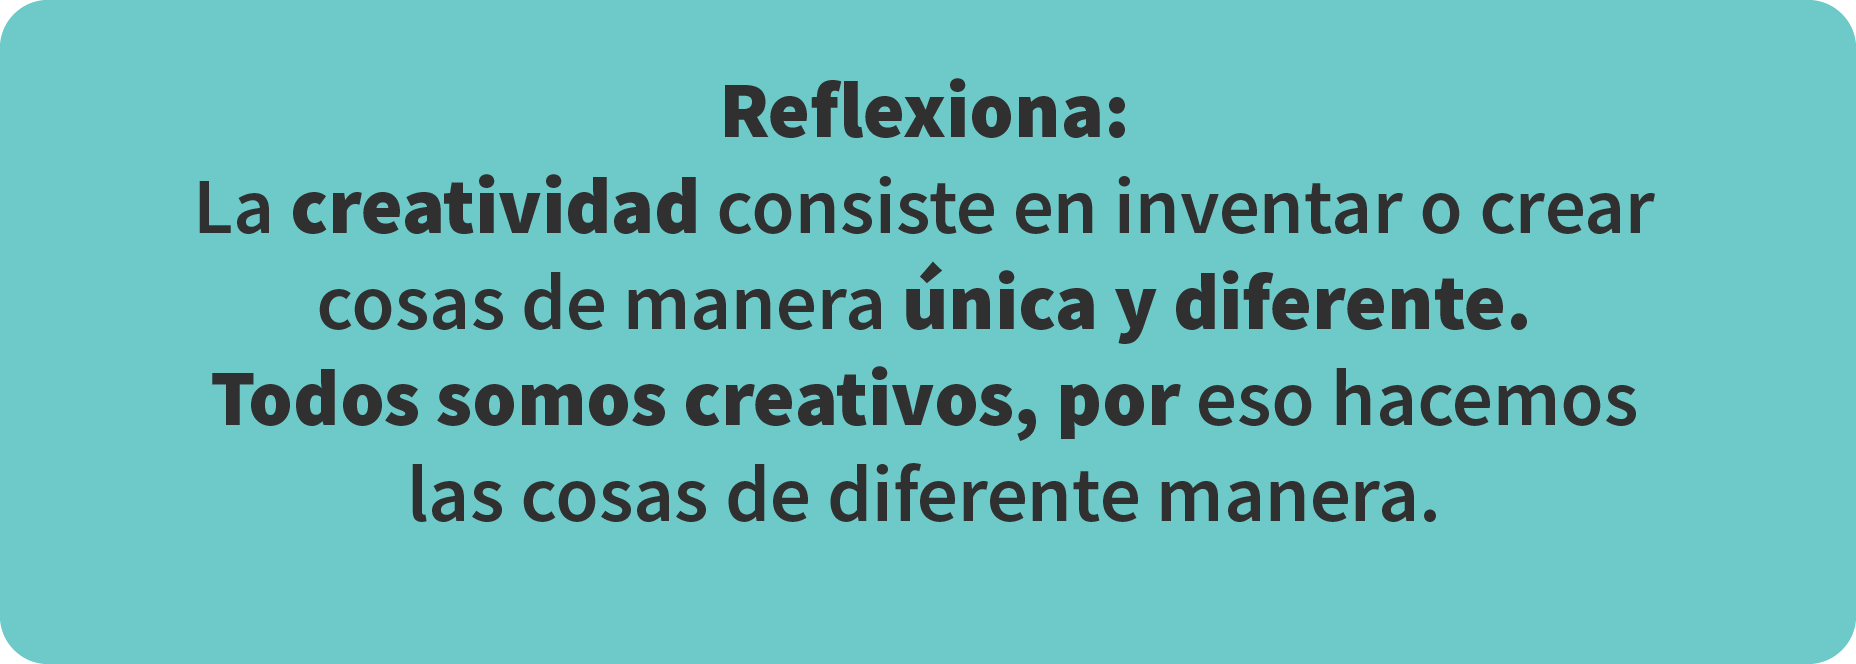 Reflexiona:
La creatividad consiste en inventar o crear
cosas de manera única y diferente.
Todos somos creativos, por eso hacemos
las cosas de diferente manera.